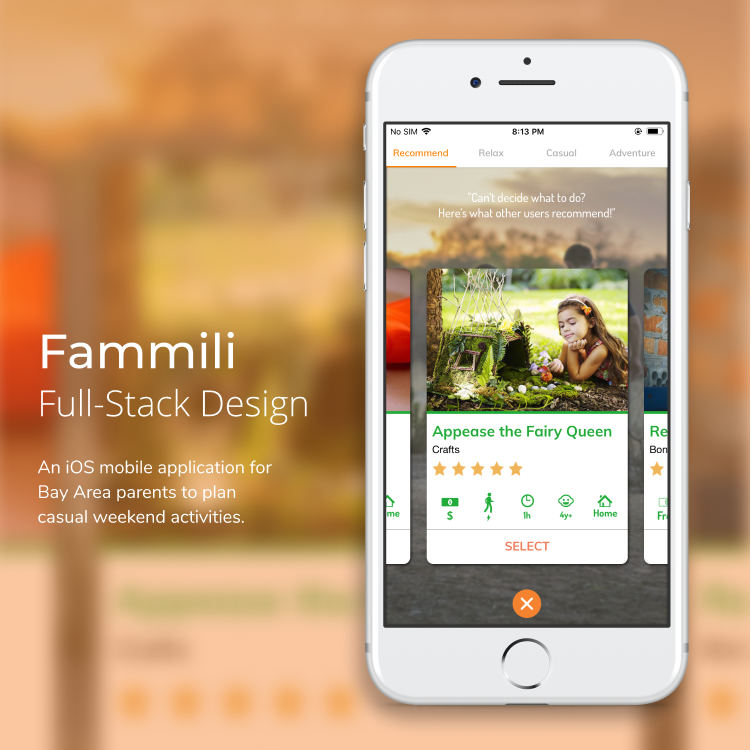 Fammili
Full-Stack Design
An iOS mobile application for
Bay Area parents to plan
casual weekend activities.
No SIM
8:13 PM
Recommend
Relax
Casual
Adventure
"Can't decide what to do?
Here's what other users recommend!"
Appease the Fairy Queen
Crafts
$
1h
4y+
Home
SELECT
me
Re
Bon
Fr